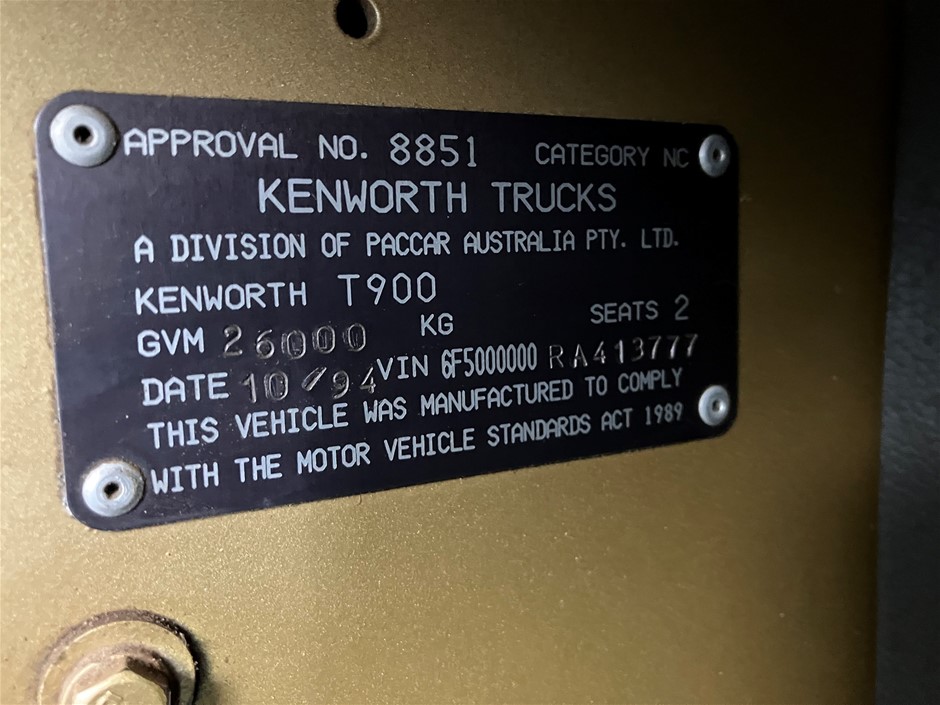 APPROVAL NO. 8851 CATEGORY NC
KENWORTH TRUCKS
A DIVISION OF PACCAR AUSTRALIA PTY. LTD.
KENWORTH T900
GVM 26000 KG SEATS 2
DATE 10/94 VIN 6F5000000RA413777
THIS VEHICLE WAS MANUFACTURED TO COMPLY
WITH THE MOTOR VEHICLE STANDARDS ACT 1989